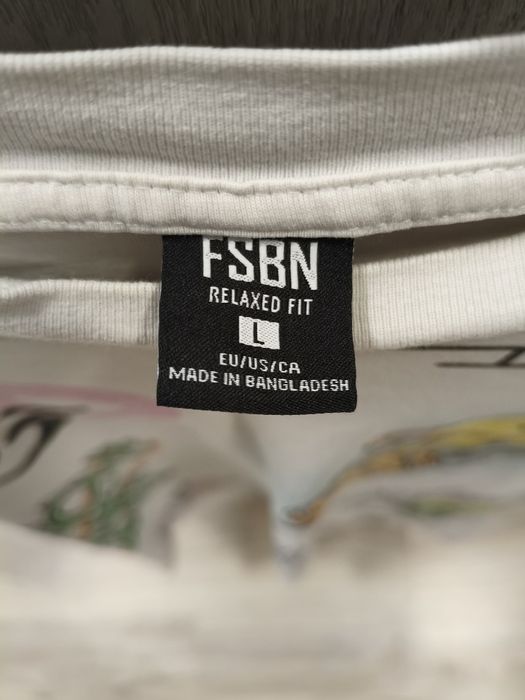 FSBN
RELAXED FIT
L
EU/US/CA
MADE IN BANGLADESH